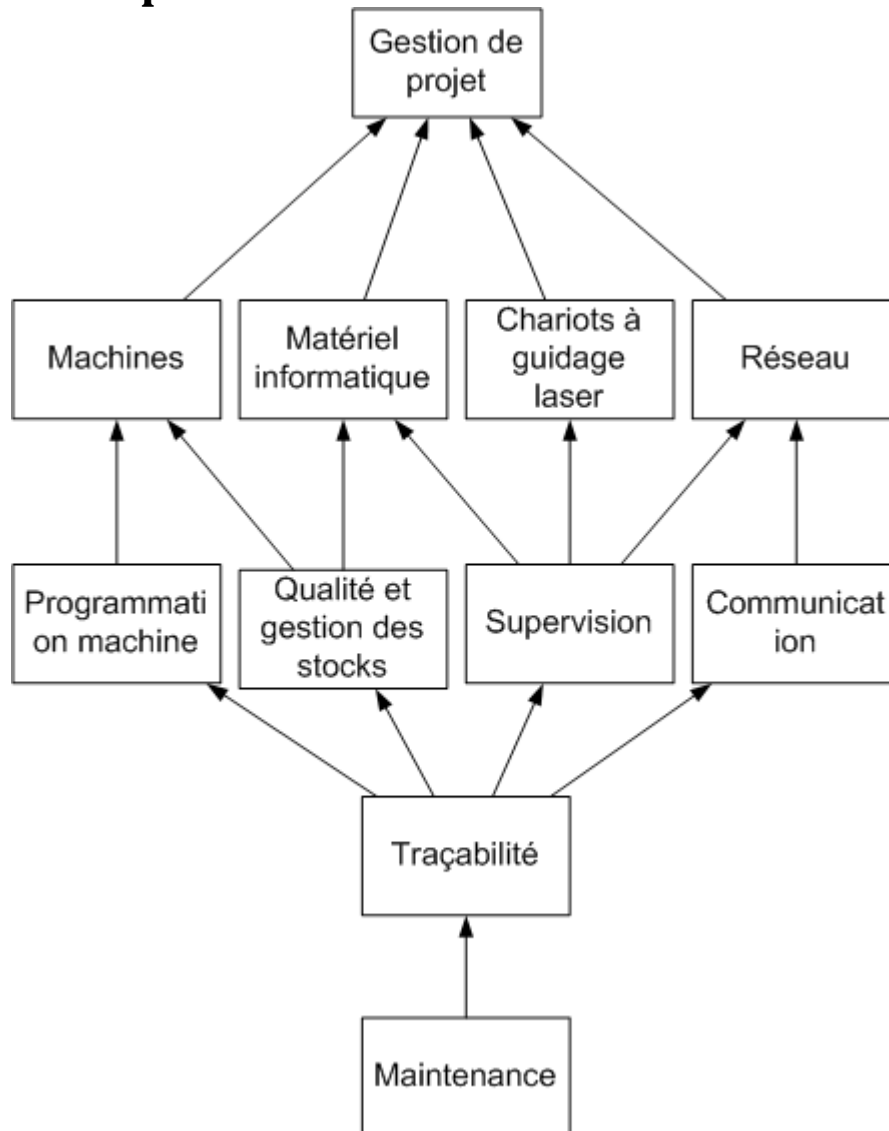 Gestion de
projet
Machines
Matériel
informatique
Chariots à
guidage
laser
Réseau
Programmati
on machine
Qualité et
gestion des
stocks
Supervision
Communicat
ion
Traçabilité
Maintenance